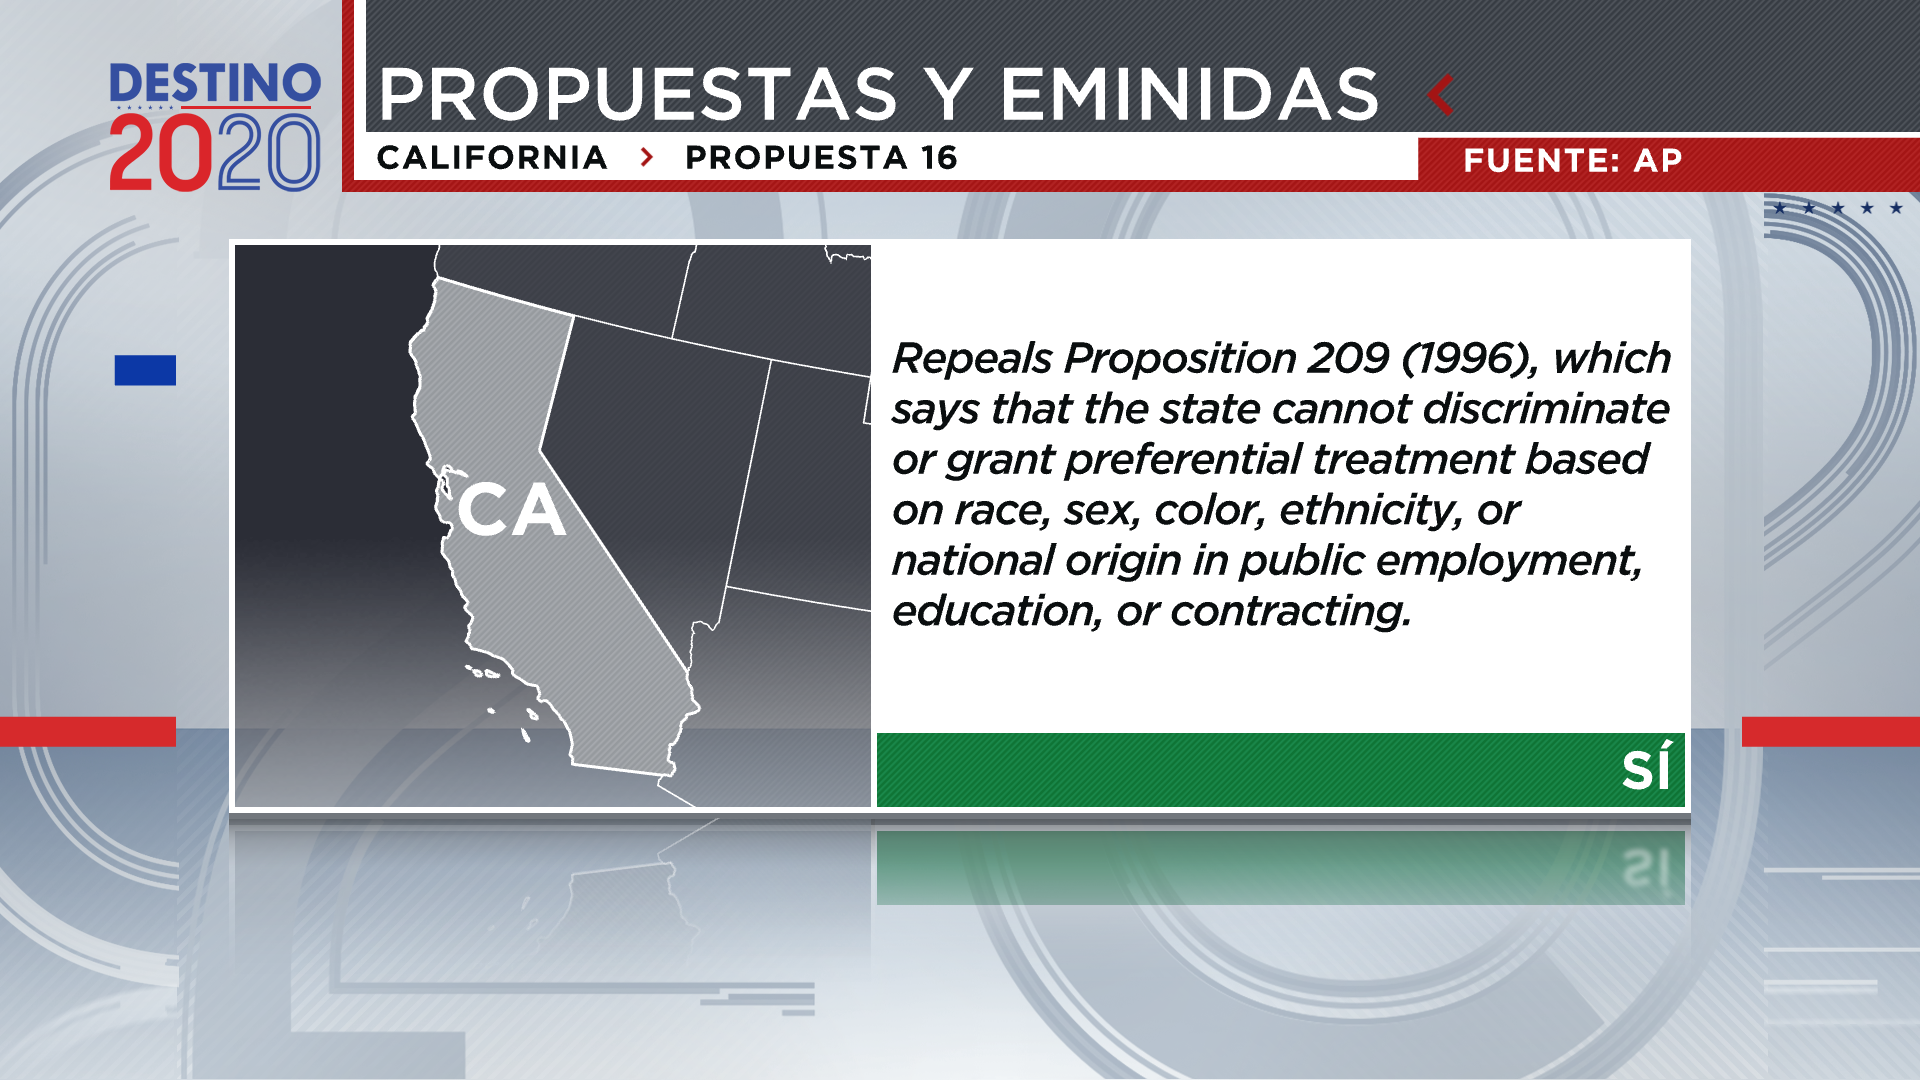 DESTINO
2020
PROPUESTAS Y EMINIDAS
CALIFORNIA > PROPUESTA 16
FUENTE: AP
CA
Repeals Proposition 209 (1996), which
says that the state cannot discriminate
or grant preferential treatment based
on race, sex, color, ethnicity, or
national origin in public employment,
education, or contracting.
SÍ